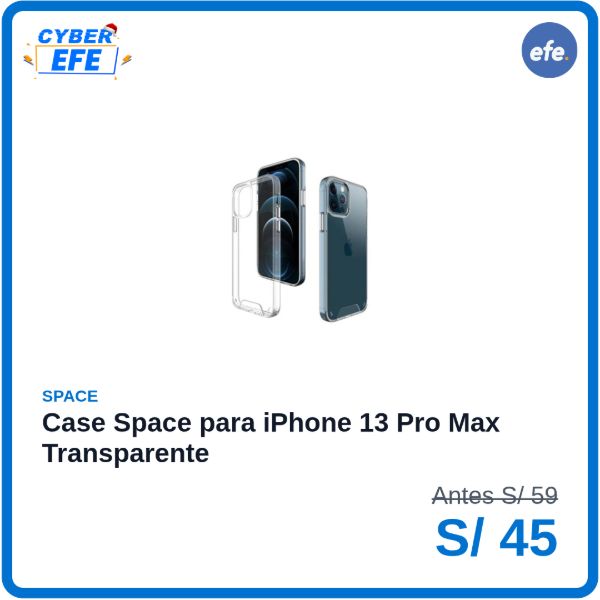 CYBER
EFE
efe.
SPACE
Case Space para iPhone 13 Pro Max
Transparente
Antes S/ 59
S/ 45